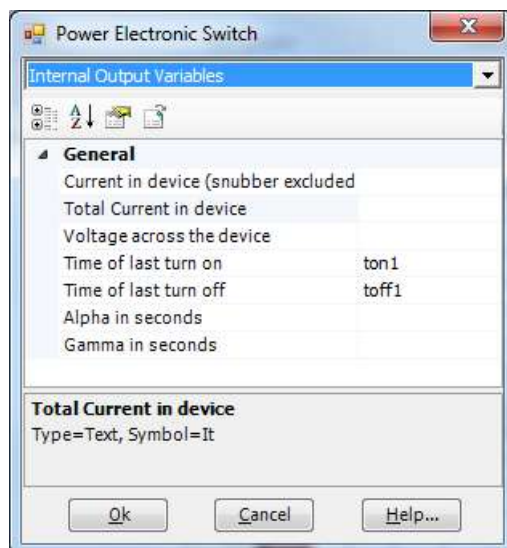 Power Electronic Switch
Internal Output Variables
General
Current in device (snubber excluded
Total Current in device
Voltage across the device
Time of last turn on ton1
Time of last turn off toff1
Alpha in seconds
Gamma in seconds
Total Current in device
Type=Text, Symbol=It
Ok Cancel Help...